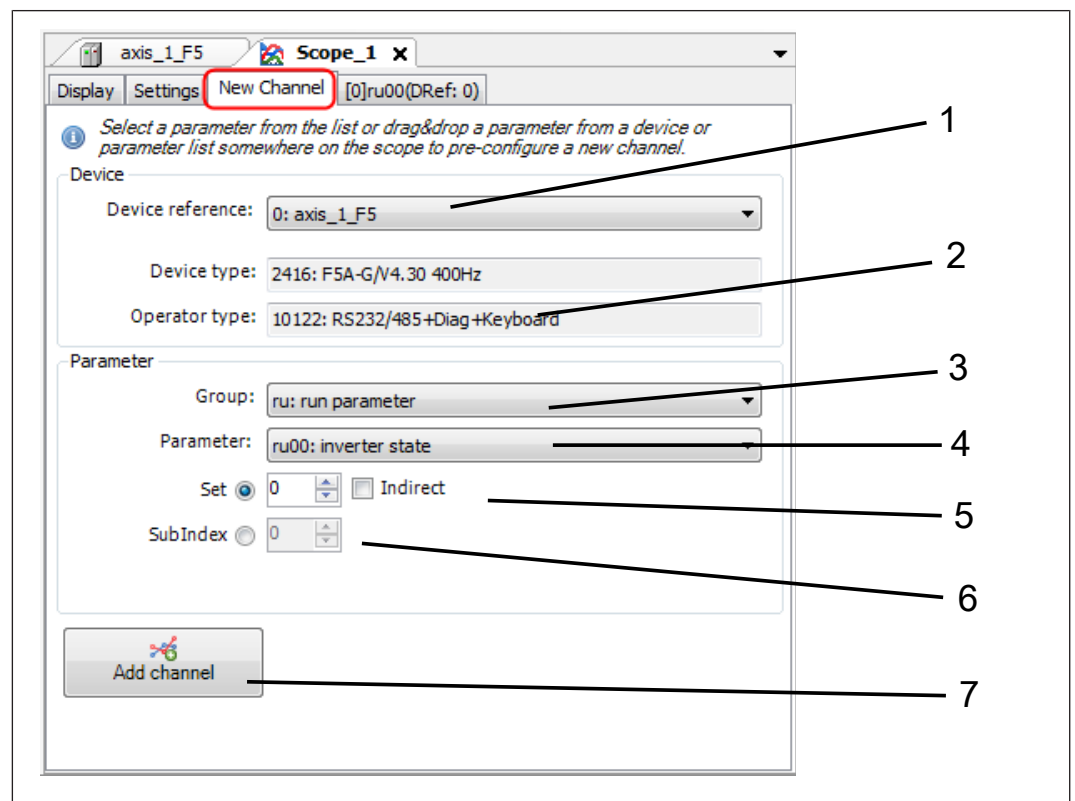 axis_1_F5 Scope_1 x
Display Settings New Channel [0]ru00(DRef: 0)
Select a parameter from the list or drag&drop a parameter from a device or
parameter list somewhere on the scope to pre-configure a new channel.
1
Device
Device reference: 0: axis_1_F5
2
Device type: 2416: F5A-G/V4.30 400Hz
Operator type: 10122: RS232/485+Diag+Keyboard
Parameter
3
Group: ru: run parameter
Parameter: ru00: inverter state
4
Set 0 Indirect
5
SubIndex 0
6
Add channel
7